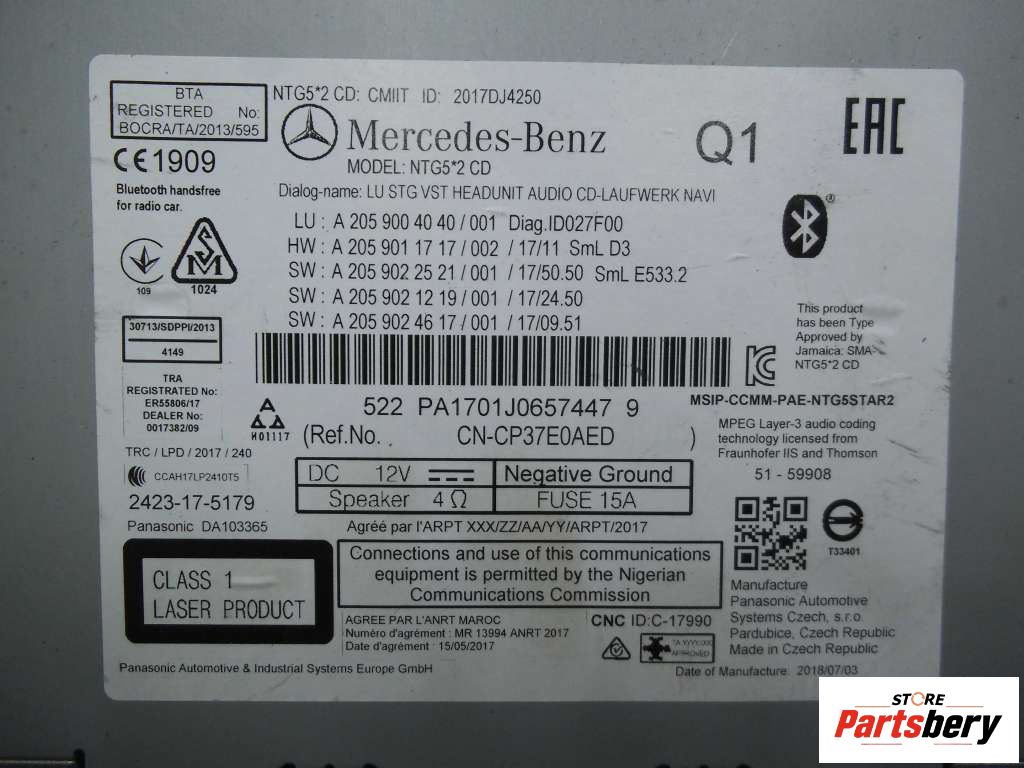 BTA
REGISTERED No:
BOCRA/TA/2013/595
NTG5*2 CD: CMIIT ID: 2017DJ4250
Mercedes-Benz
Q1
EAC
MODEL: NTG5*2 CD
CE1909
Bluetooth handsfree
for radio car.
Dialog-name: LU STG VST HEADUNIT AUDIO CD-LAUFWERK NAVI
LU : A 205 900 40 40 / 001 Diag.ID027F00
HW : A 205 901 17 17 / 002 / 17/11 SmL D3
SW : A 205 902 25 21 / 001 / 17/50.50 SmL E533.2
SW : A 205 902 12 19 / 001 / 17/24.50
SW : A 205 902 46 17 / 001 / 17/09.51
109
1024
30713/SDPPI/2013
4149
This product
has been Type
Approved by
Jamaica: SMA-
NTG5*2 CD
TRA
REGISTRATED No:
ER55806/17
DEALER No:
0017382/09
H01117
522 PA1701J0657447 9
(Ref.No. CN-CP37E0AED )
MSIP-CCMM-PAE-NTG5STAR2
MPEG Layer-3 audio coding
technology licensed from
Fraunhofer IIS and Thomson
51 - 59908
TRC / LPD / 2017 / 240
CCAH17LP2410T5
2423-17-5179
Panasonic DA103365
DC 12V Negative Ground
Speaker 4 Ω FUSE 15A
Agréé par l'ARPT XXX/ZZ/AA/YY/ARPT/2017
T33401
CLASS 1
LASER PRODUCT
Connections and use of this communications
equipment is permitted by the Nigerian
Communications Commission
AGREE PAR L'ANRT MAROC
Numéro d'agrément : MR 13994 ANRT 2017
Date d'agrément : 15/05/2017
CNC ID:C-17990
TA YYYY.XXX
APPROVED
Manufacture
Panasonic Automotive
Systems Czech, s.r.o
Pardubice, Czech Republic
Made in Czech Republic
Panasonic Automotive & Industrial Systems Europe GmbH
Date of Manufacture: 2018/07/03
STORE
Partsbery